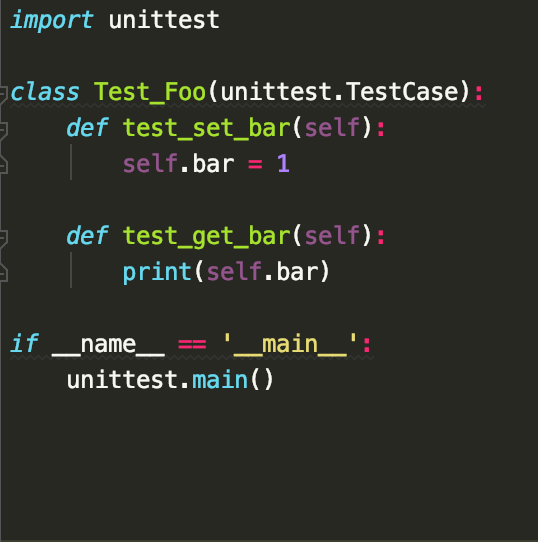 import unittest
class Test_Foo(unittest.TestCase):
    def test_set_bar(self):
        self.bar = 1
    def test_get_bar(self):
        print(self.bar)
if __name__ == '__main__':
    unittest.main()